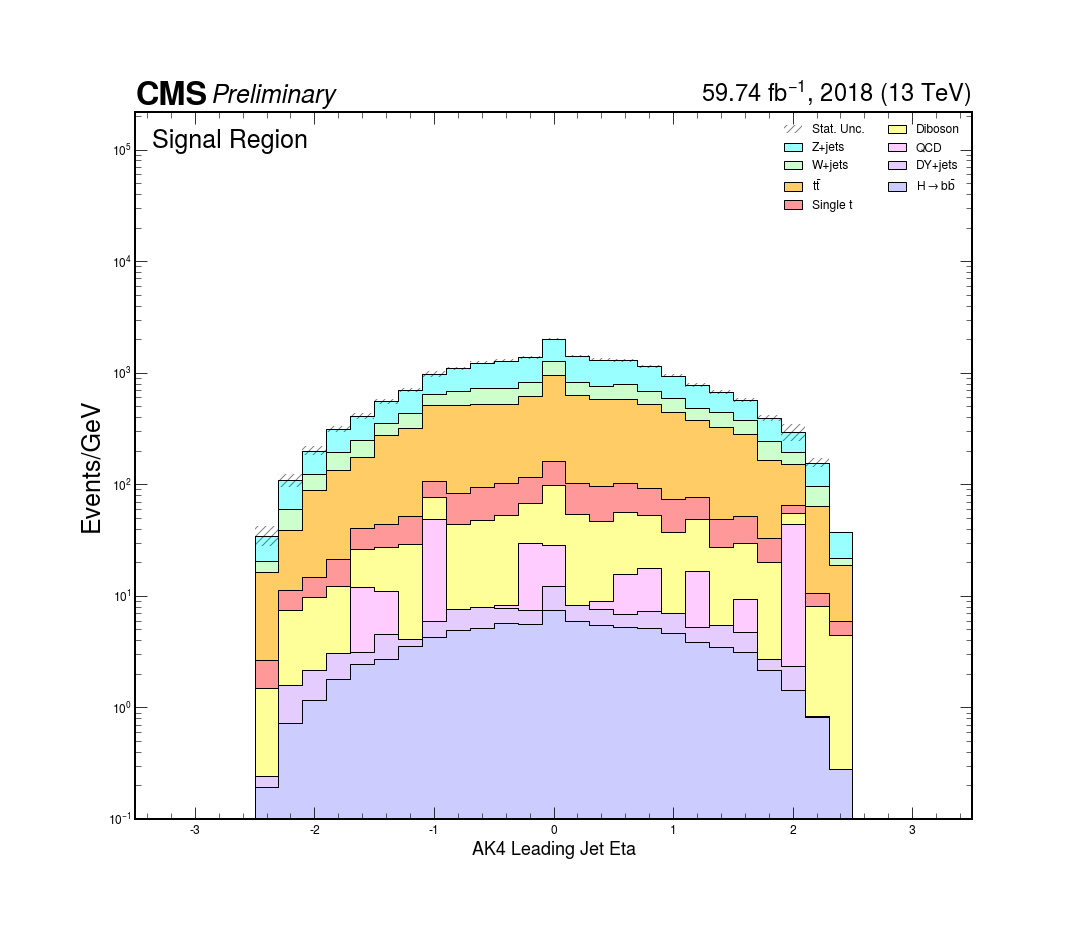 CMS Preliminary
59.74 fb⁻¹, 2018 (13 TeV)
Signal Region
Stat. Unc.
Z+jets
W+jets
tt̄
Single t
Diboson
QCD
DY+jets
H→bb̄
Events/GeV
10⁵
10⁴
10³
10²
10¹
10⁰
10⁻¹
-3 -2 -1 0 1 2 3
AK4 Leading Jet Eta